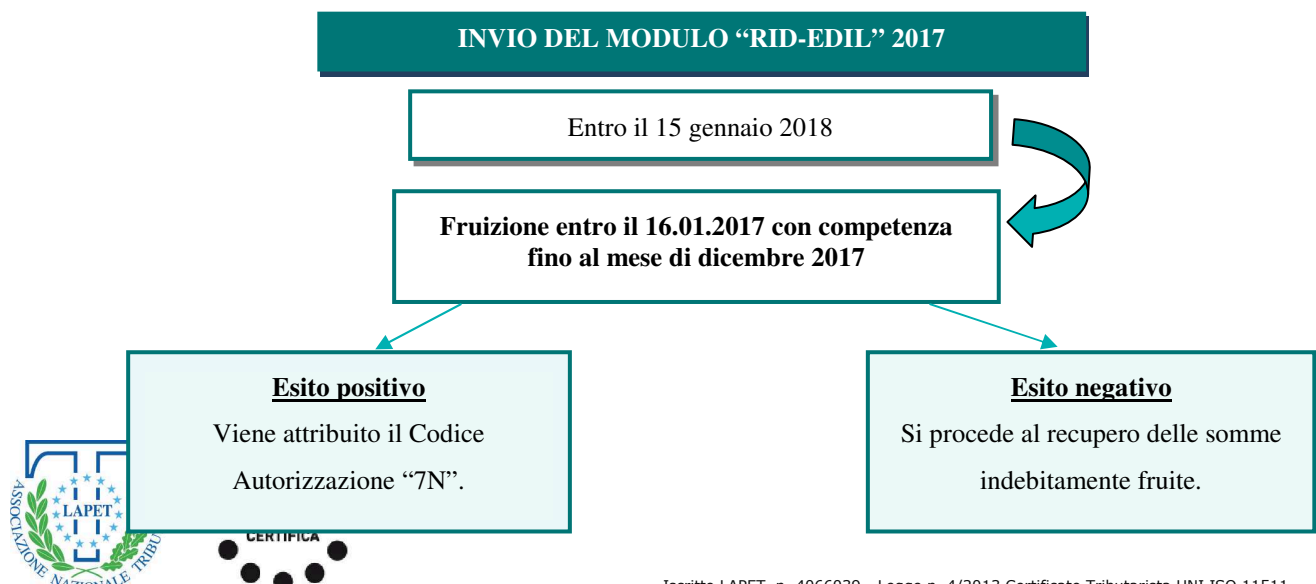 INVIO DEL MODULO “RID-EDIL” 2017
Entro il 15 gennaio 2018
Fruizione entro il 16.01.2017 con competenza
fino al mese di dicembre 2017
Esito positivo
Viene attribuito il Codice
Autorizzazione “7N”.
Esito negativo
Si procede al recupero delle somme
indebitamente fruite.
LAPET
ASSOCIAZIONE NAZIONALE
CERTIFICA